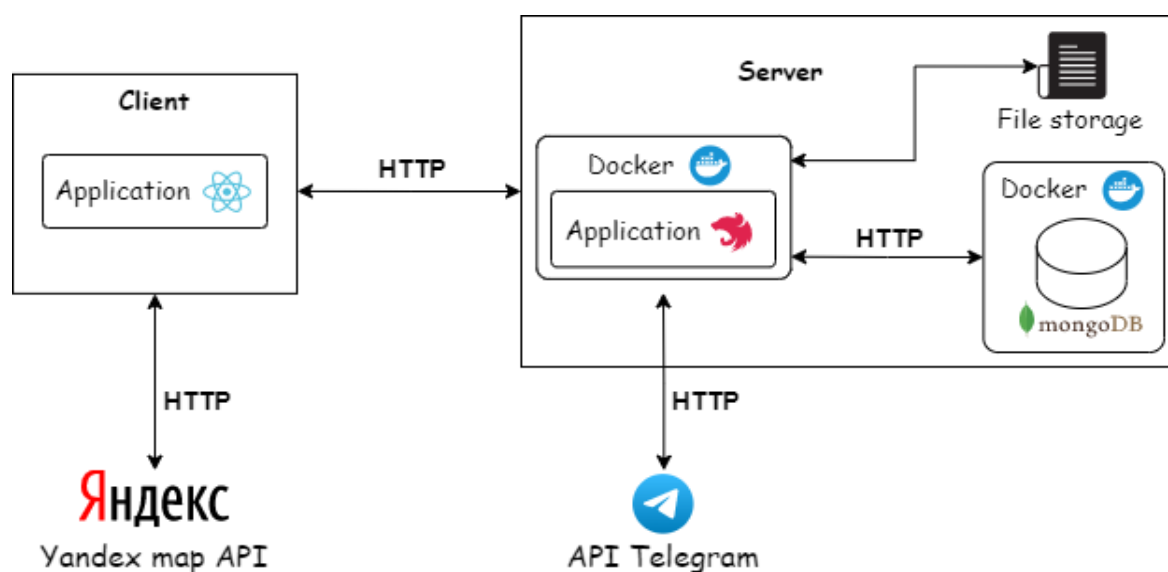 Client
Application
HTTP
HTTP
Яндекс
Yandex map API
Server
File storage
Docker
Application
HTTP
Docker
mongoDB
HTTP
API Telegram